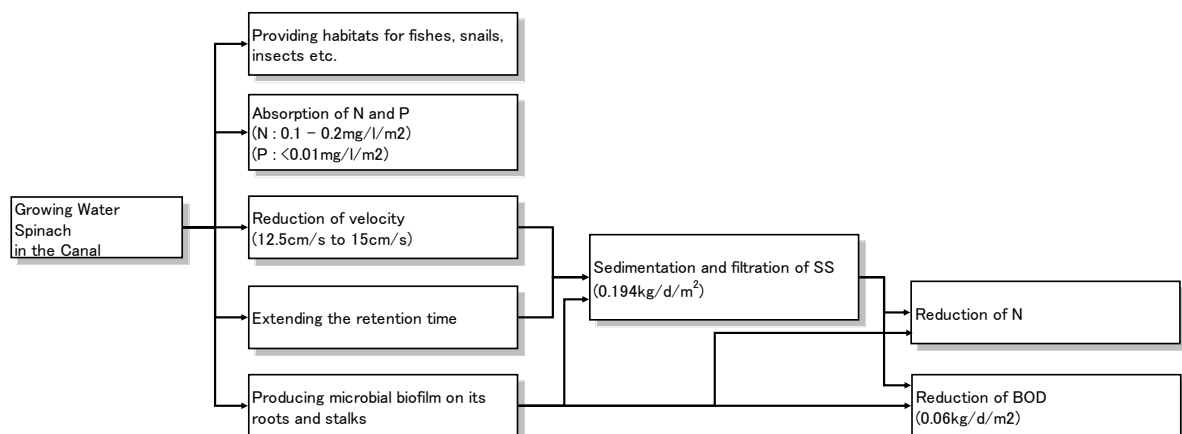 Providing habitats for fishes, snails,
insects etc.
Absorption of N and P
(N : 0.1 – 0.2mg/l/m2)
(P : <0.01mg/l/m2)
Growing Water
Spinach
in the Canal
Reduction of velocity
(12.5cm/s to 15cm/s)
Extending the retention time
Producing microbial biofilm on its
roots and stalks
Sedimentation and filtration of SS
(0.194kg/d/m²)
Reduction of N
Reduction of BOD
(0.06kg/d/m2)